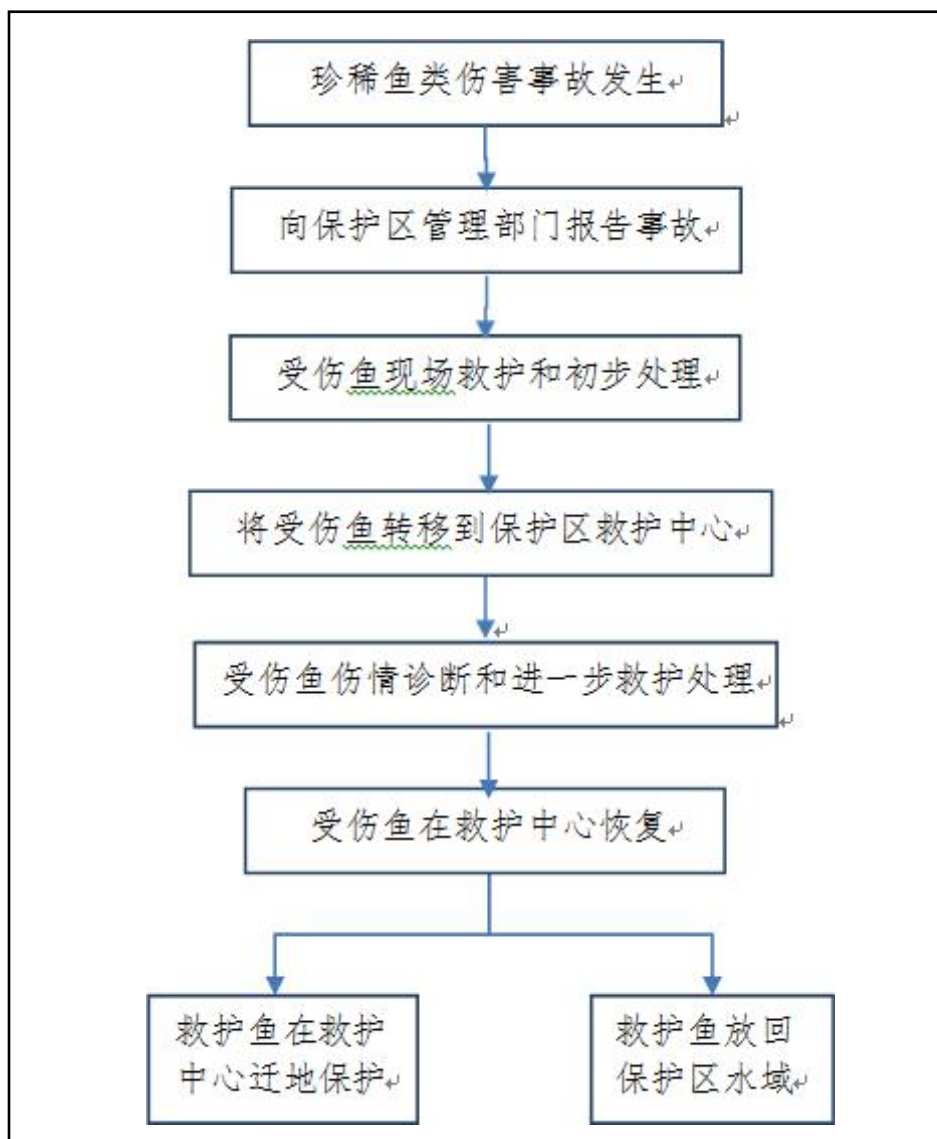 珍稀鱼类伤害事故发生
向保护区管理部门报告事故
受伤鱼现场救护和初步处理
将受伤鱼转移到保护区救护中心
受伤鱼伤情诊断和进一步救护处理
受伤鱼在救护中心恢复
救护鱼在救护
中心迁地保护
救护鱼放回
保护区水域